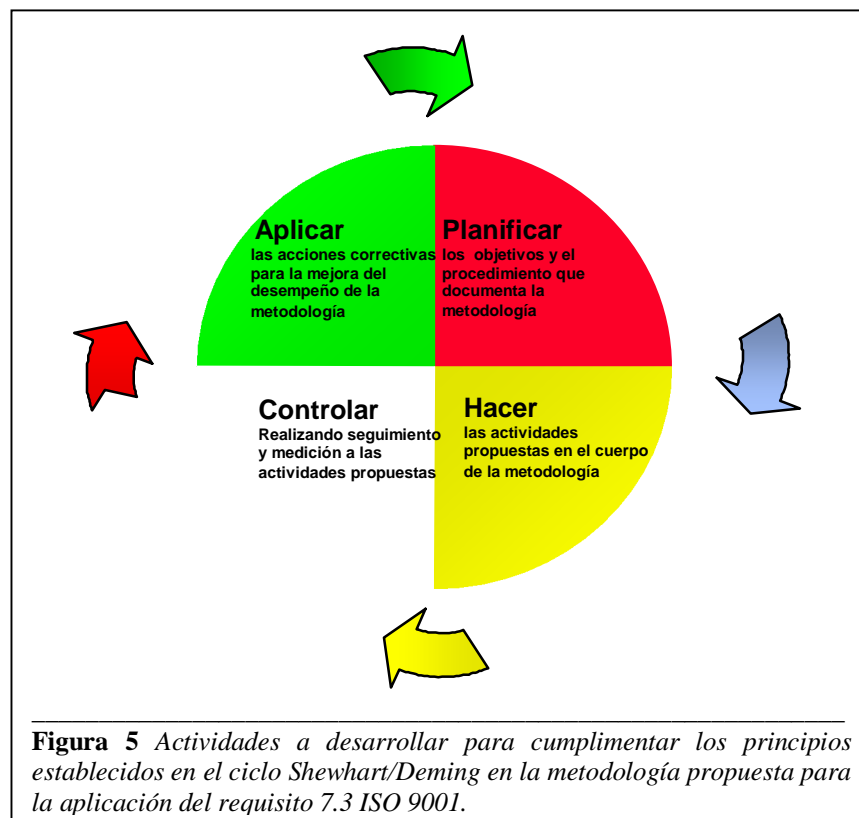 Aplicar
las acciones correctivas
para la mejora del
desempeño de la
metodología
Planificar
los objetivos y el
procedimiento que
documenta la
metodología
Controlar
Realizando seguimiento
y medición a las
actividades propuestas
Hacer
las actividades
propuestas en el cuerpo
de la metodología
Figura 5 Actividades a desarrollar para cumplimentar los principios
establecidos en el ciclo Shewhart/Deming en la metodología propuesta para
la aplicación del requisito 7.3 ISO 9001.